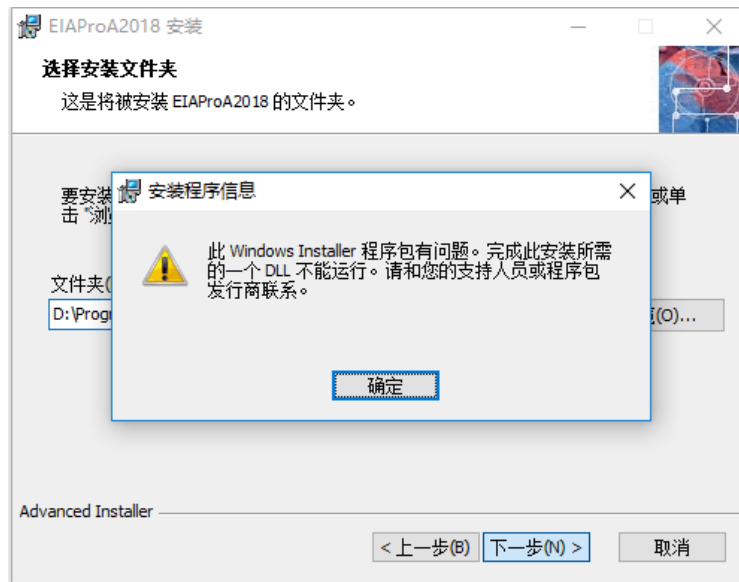 EIAProA2018 安装
选择安装文件夹
这是将被安装 EIAProA2018 的文件夹。
要安装
或单
击 "浏
安装程序信息
此 Windows Installer 程序包有问题。完成此安装所需
的一个 DLL 不能运行。请和您的支持人员或程序包
发行商联系。
确定
文件夹(
D:\Progr
(O)...
Advanced Installer
< 上一步(B)
下一步(N) >
取消